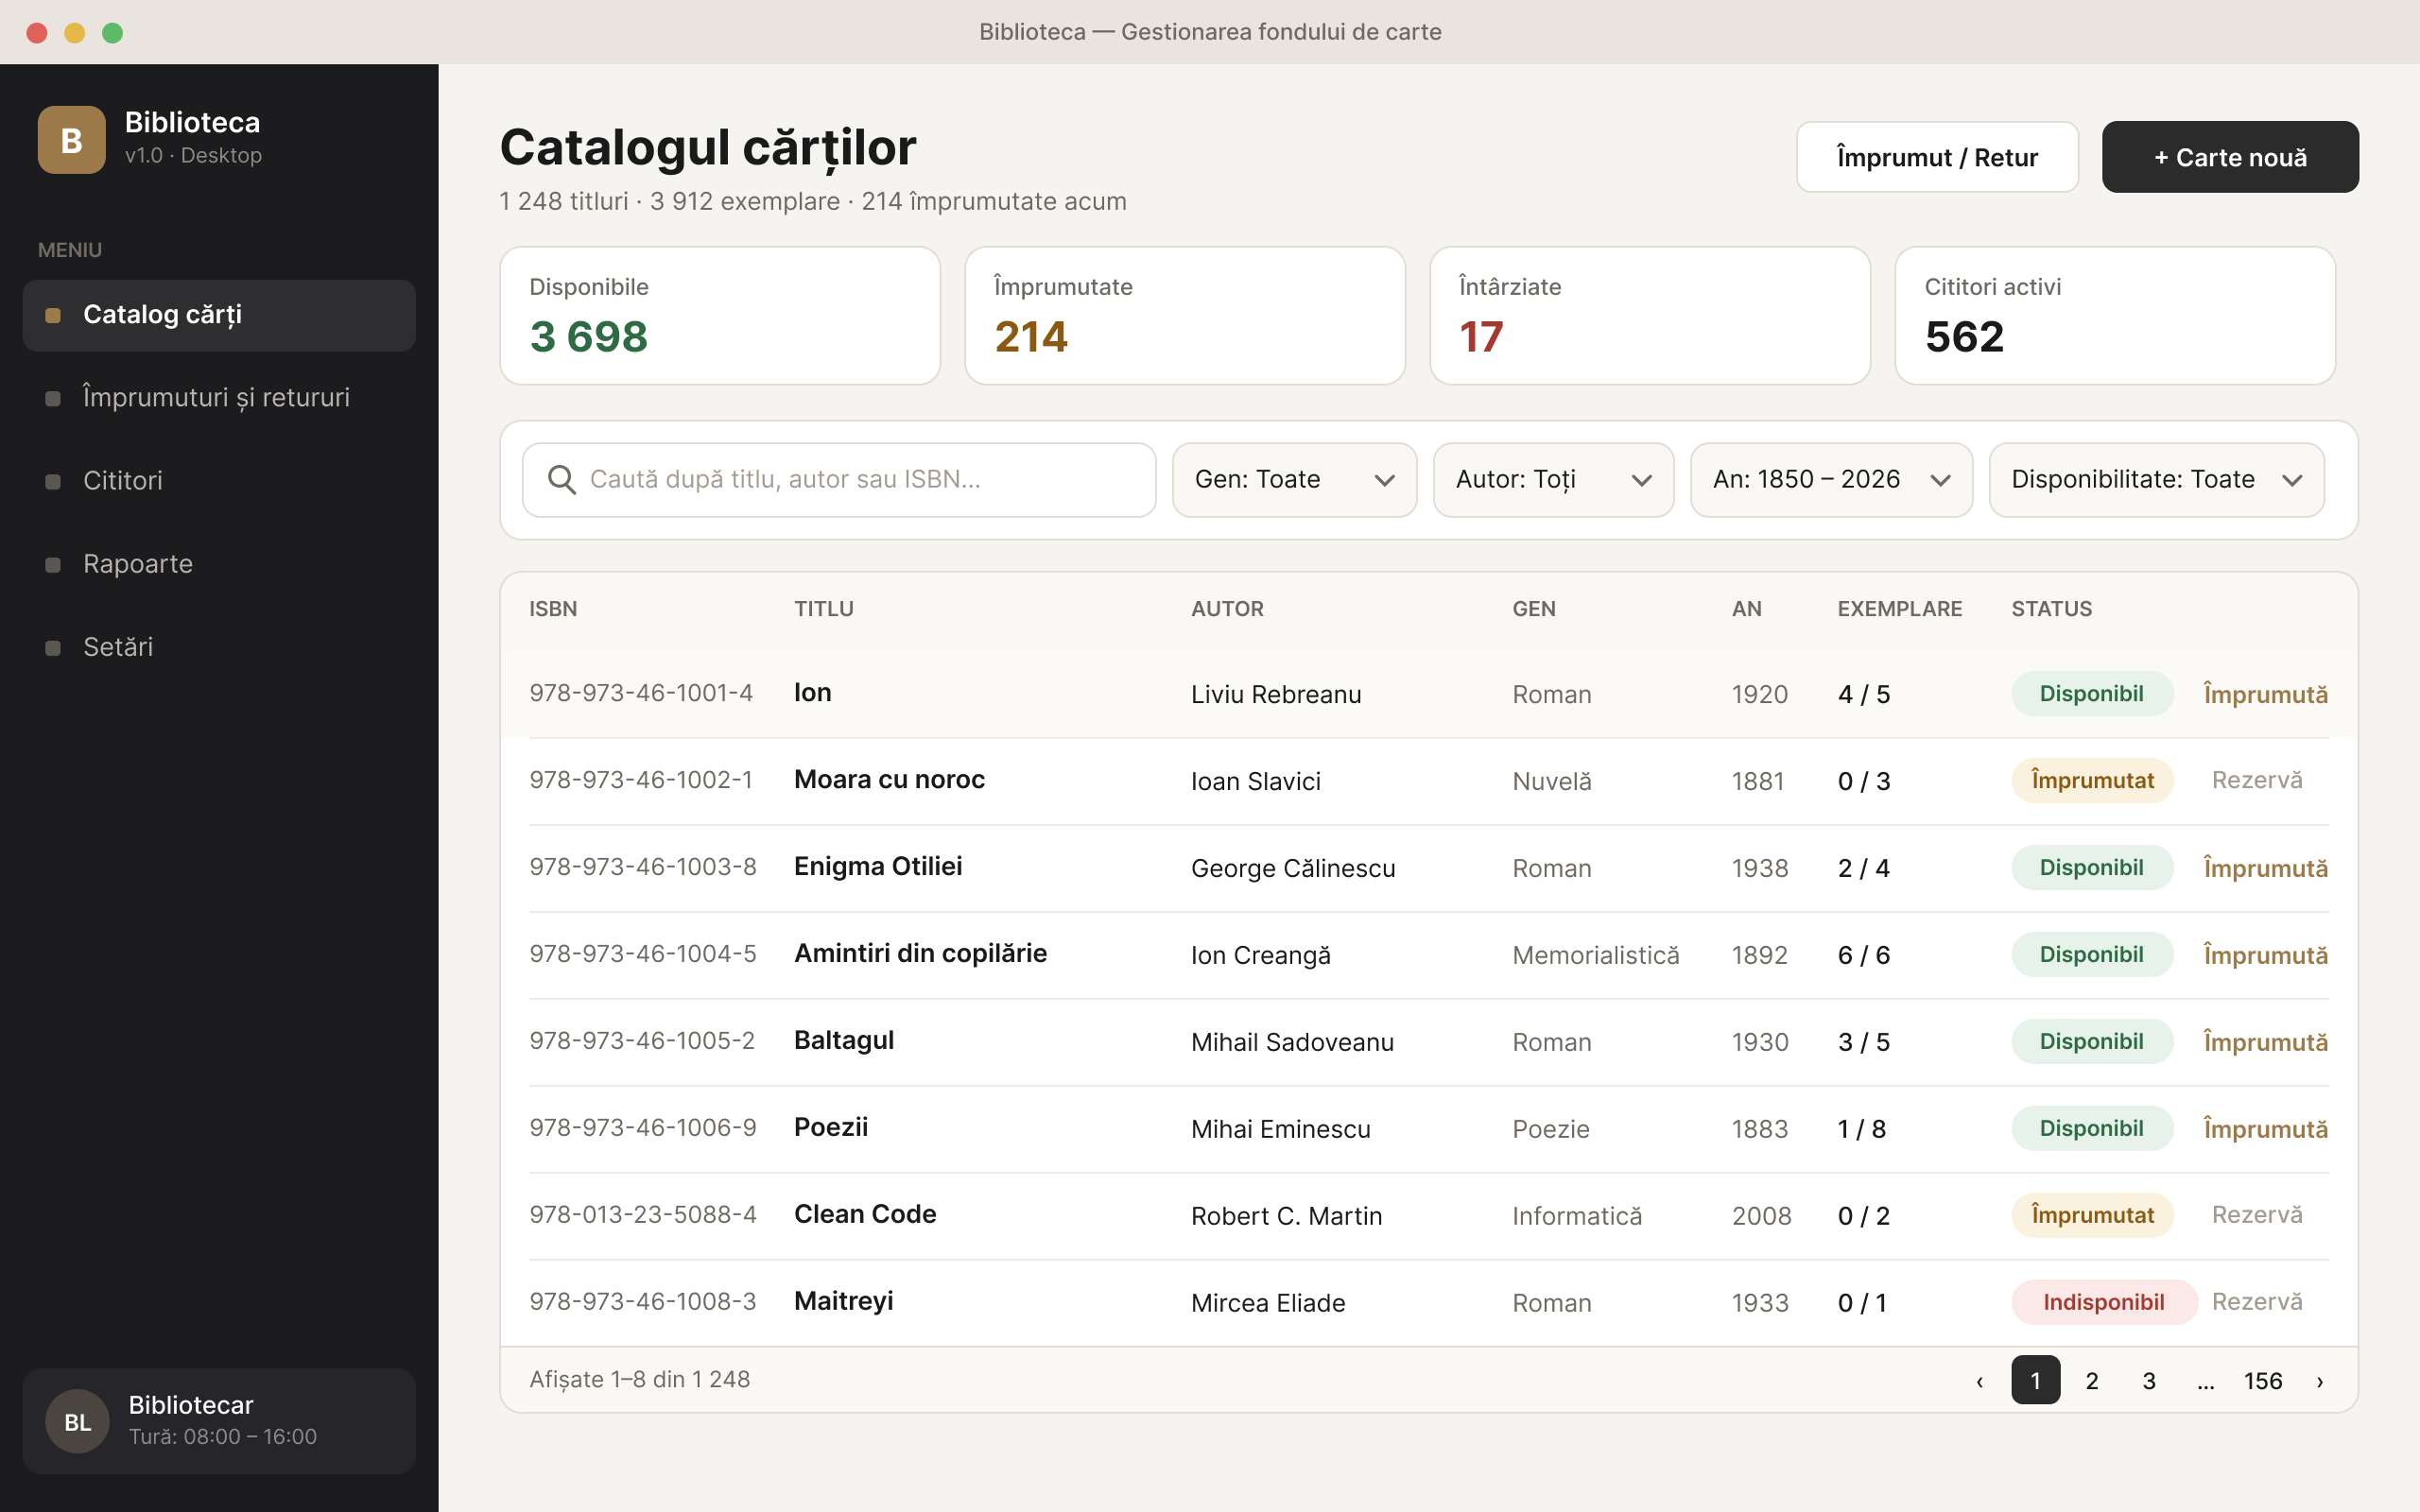 Biblioteca — Gestionarea fondului de carte
B
Biblioteca
v1.0 · Desktop
MENIU
Catalog cărți
Împrumuturi și retururi
Cititori
Rapoarte
Setări
BL
Bibliotecar
Tură: 08:00 – 16:00
Catalogul cărților
1 248 titluri · 3 912 exemplare · 214 împrumutate acum
Împrumut / Retur
+ Carte nouă
Disponibile
3 698
Împrumutate
214
Întârziate
17
Cititori activi
562
Caută după titlu, autor sau ISBN...
Gen: Toate
Autor: Toți
An: 1850 – 2026
Disponibilitate: Toate
ISBN TITLU AUTOR GEN AN EXEMPLARE STATUS
978-973-46-1001-4 Ion Liviu Rebreanu Roman 1920 4 / 5 Disponibil Împrumută
978-973-46-1002-1 Moara cu noroc Ioan Slavici Nuvelă 1881 0 / 3 Împrumutat Rezervă
978-973-46-1003-8 Enigma Otiliei George Călinescu Roman 1938 2 / 4 Disponibil Împrumută
978-973-46-1004-5 Amintiri din copilărie Ion Creangă Memorialistică 1892 6 / 6 Disponibil Împrumută
978-973-46-1005-2 Baltagul Mihail Sadoveanu Roman 1930 3 / 5 Disponibil Împrumută
978-973-46-1006-9 Poezii Mihai Eminescu Poezie 1883 1 / 8 Disponibil Împrumută
978-013-23-5088-4 Clean Code Robert C. Martin Informatică 2008 0 / 2 Împrumutat Rezervă
978-973-46-1008-3 Maitreyi Mircea Eliade Roman 1933 0 / 1 Indisponibil Rezervă
Afișate 1–8 din 1 248
‹ 1 2 3 ... 156 ›